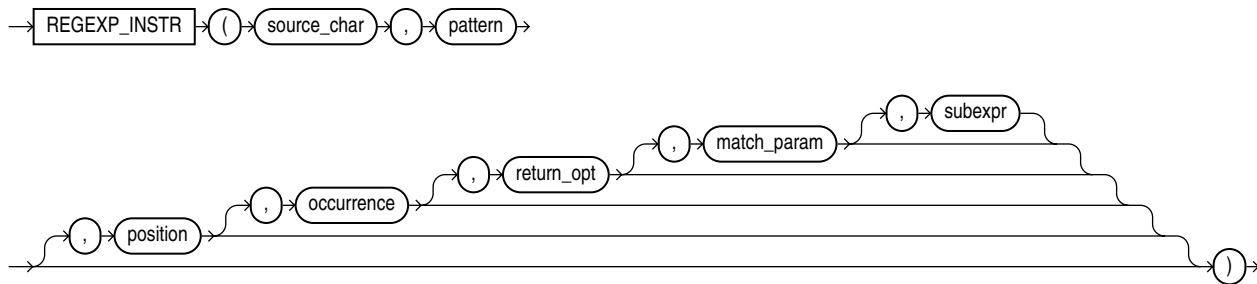 REGEXP_INSTR ( source_char , pattern
, subexpr
, match_param
, return_opt
, occurrence
, position
)